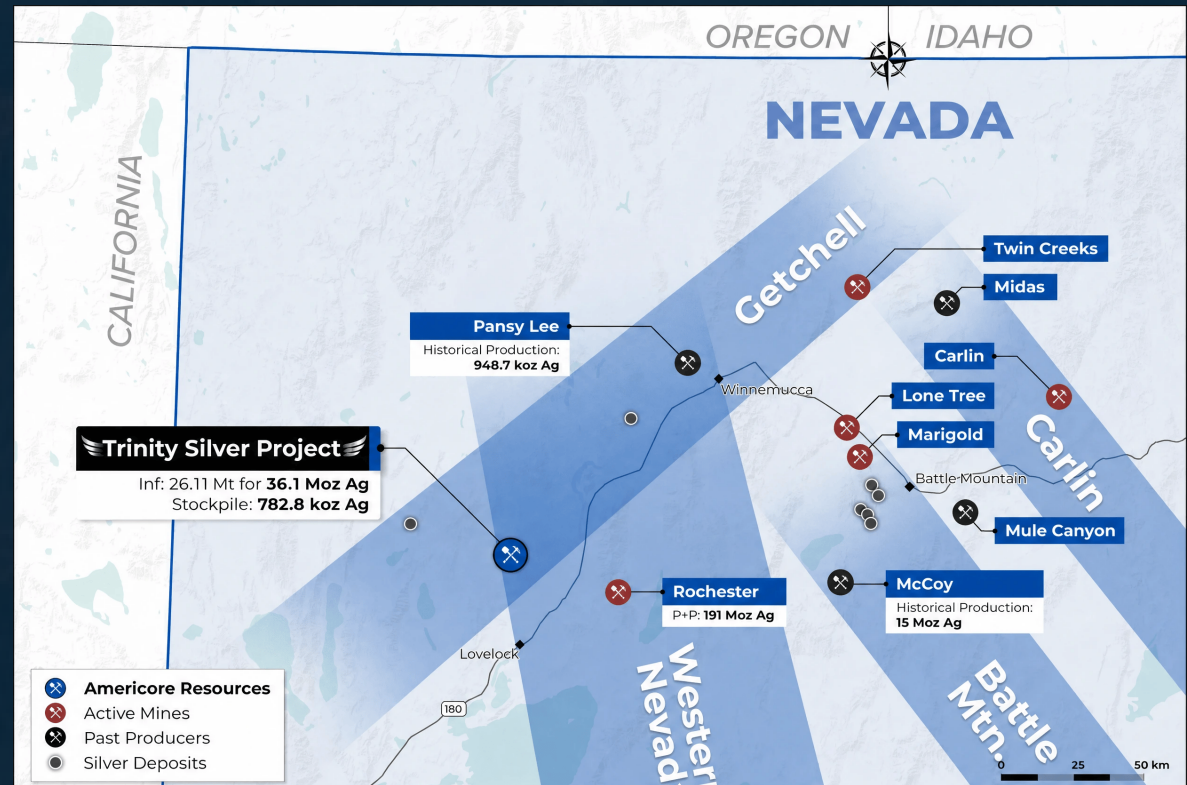 OREGON
IDAHO
NEVADA
CALIFORNIA
Getchell
Twin Creeks
Midas
Pansy Lee
Historical Production:
948.7 koz Ag
Winnemucca
Carlin
Lone Tree
Marigold
Carlin
Trinity Silver Project
Inf: 26.11 Mt for 36.1 Moz Ag
Stockpile: 782.8 koz Ag
Battle Mountain
Mule Canyon
Rochester
P+P: 191 Moz Ag
McCoy
Historical Production:
15 Moz Ag
Lovelock
Western
Nevad
Battle
Mtn.
180
Americore Resources
Active Mines
Past Producers
Silver Deposits
0 25 50 km